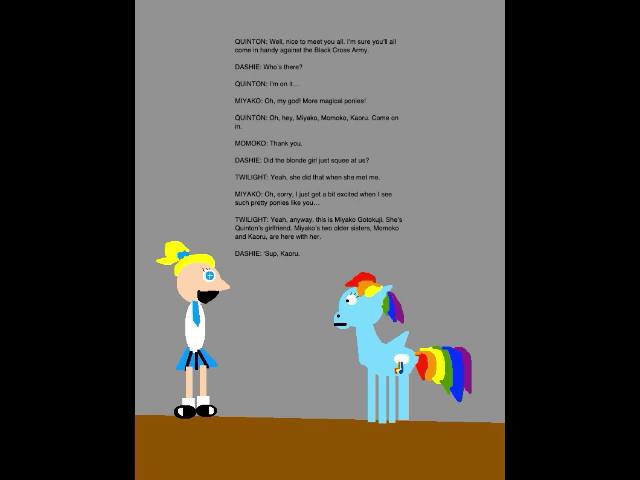 QUINTON: Well, nice to meet you all. I'm sure you'll all
come in handy against the Black Cross Army.
DASHIE: Who's there?
QUINTON: I'm on it...
MIYAKO: Oh, my god! More magical ponies!
QUINTON: Oh, hey, Miyako, Momoko, Kaoru. Come on
in.
MOMOKO: Thank you.
DASHIE: Did the blonde girl just squee at us?
TWILIGHT: Yeah, she did that when she met me.
MIYAKO: Oh, sorry, I just get a bit excited when I see
such pretty ponies like you...
TWILIGHT: Yeah, anyway, this is Miyako Gotokuji. She's
Quinton's girlfriend. Miyako's two older sisters, Momoko
and Kaoru, are here with her.
DASHIE: 'Sup, Kaoru.